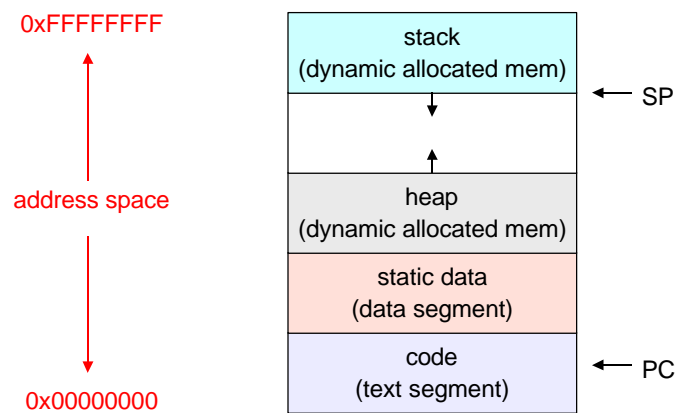 0xFFFFFFFF
stack
(dynamic allocated mem)
SP
address space
heap
(dynamic allocated mem)
static data
(data segment)
code
(text segment)
PC
0x00000000